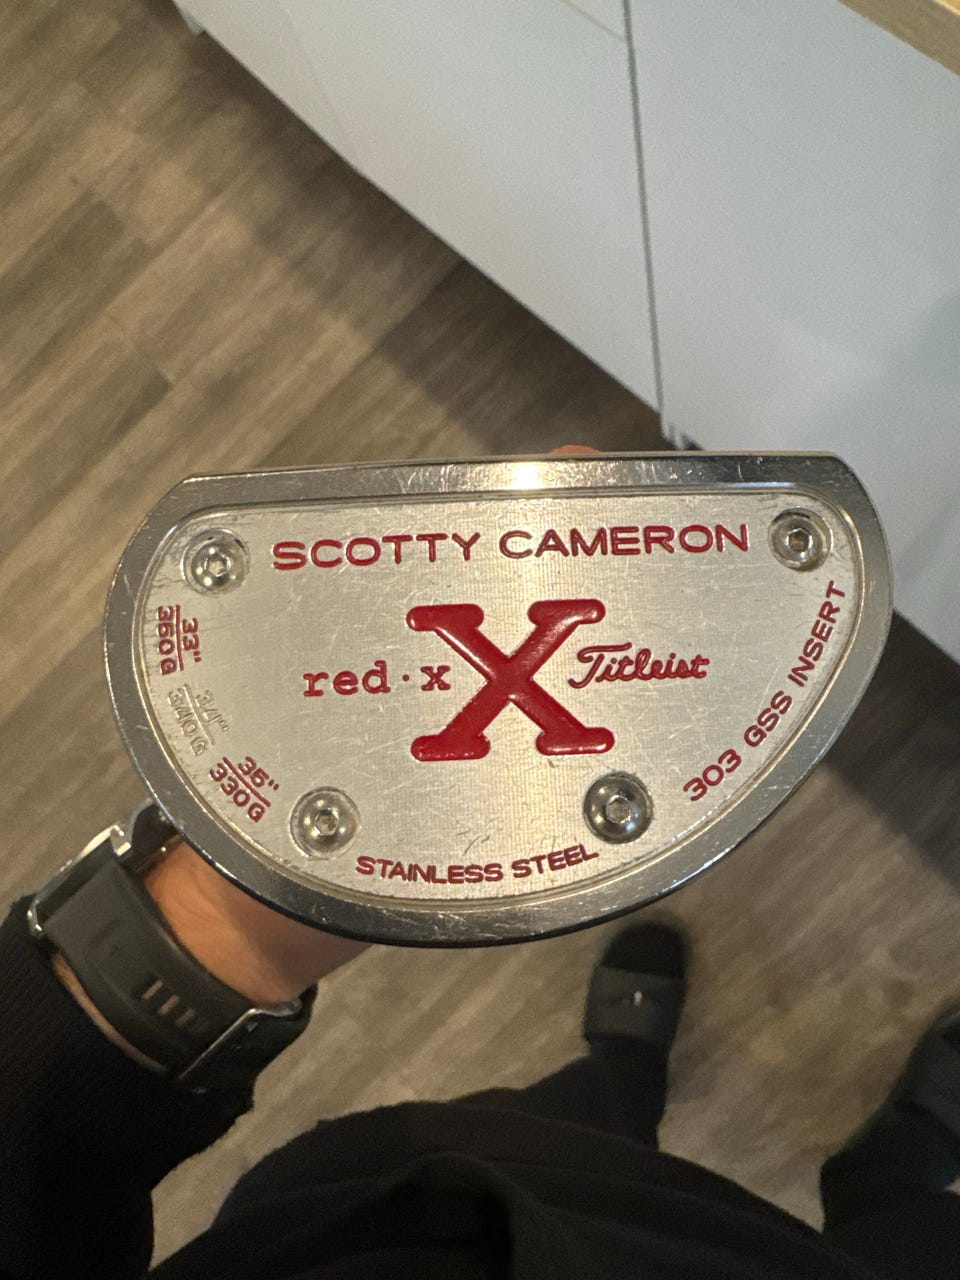 SCOTTY CAMERON
red·x
X
Titleist
33"
360G
34"
340G
35"
330G
303 GSS INSERT
STAINLESS STEEL